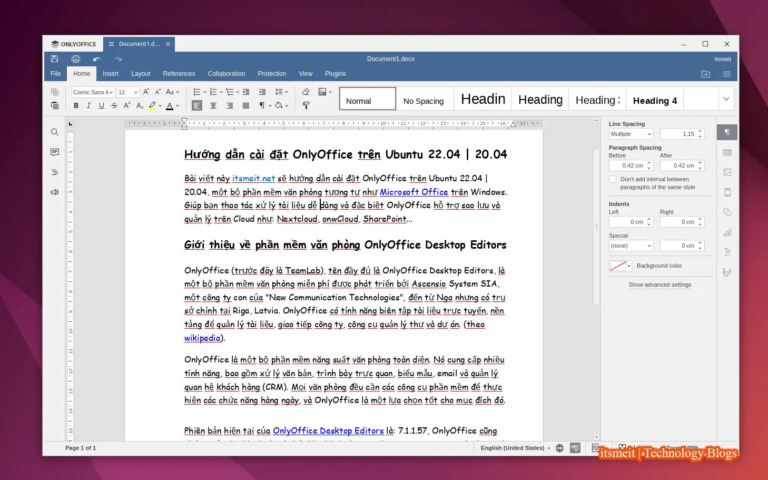 ONLYOFFICE
Document1.d...
Document1.docx
itsmeit
File Home Insert Layout References Collaboration Protection View Plugins
Comic Sans M 12
Normal
No Spacing
Headin
Heading
Heading
Heading 4
Hướng dẫn cài đặt OnlyOffice trên Ubuntu 22.04 | 20.04
Bài viết này itsmeit.net sẽ hướng dẫn cài đặt OnlyOffice trên Ubuntu 22.04 |
20.04, một bộ phần mềm văn phòng tương tự như Microsoft Office trên Windows.
Giúp bạn thao tác xử lý tài liệu dễ dàng và đặc biệt OnlyOffice hỗ trợ sao lưu và
quản lý trên Cloud như: Nextcloud, onwCloud, SharePoint...
Giới thiệu về phần mềm văn phòng OnlyOffice Desktop Editors
OnlyOffice (trước đây là TeamLab), tên đầy đủ là OnlyOffice Desktop Editors, là
một bộ phần mềm văn phòng miễn phí được phát triển bởi Ascensio System SIA,
một công ty con của "New Communication Technologies", đến từ Nga nhưng có trụ
sở chính tại Riga, Latvia. OnlyOffice có tính năng biên tập tài liệu trực tuyến, nền
tảng để quản lý tài liệu, giao tiếp công ty, công cụ quản lý thư và dự án. (theo
wikipedia).
OnlyOffice là một bộ phần mềm năng suất văn phòng toàn diện. Nó cung cấp nhiều
tính năng, bao gồm xử lý văn bản, trình bày trực quan, biểu mẫu, email và quản lý
quan hệ khách hàng (CRM). Mọi văn phòng đều cần các công cụ phần mềm để thực
hiện các chức năng hàng ngày, và OnlyOffice là một lựa chọn tốt cho mục đích đó.
Phiên bản hiện tại của OnlyOffice Desktop Editors là: 7.1.1.57, OnlyOffice cũng
Line Spacing
Multiple 1.15
Paragraph Spacing
Before After
0.42 cm 0.42 cm
Don't add interval between
paragraphs of the same style
Indents
Left Right
0 cm 0 cm
Special
(none) 0 cm
Background color
Show advanced settings
Page 1 of 1
English (United States)
itsmeit | Technology Blogs